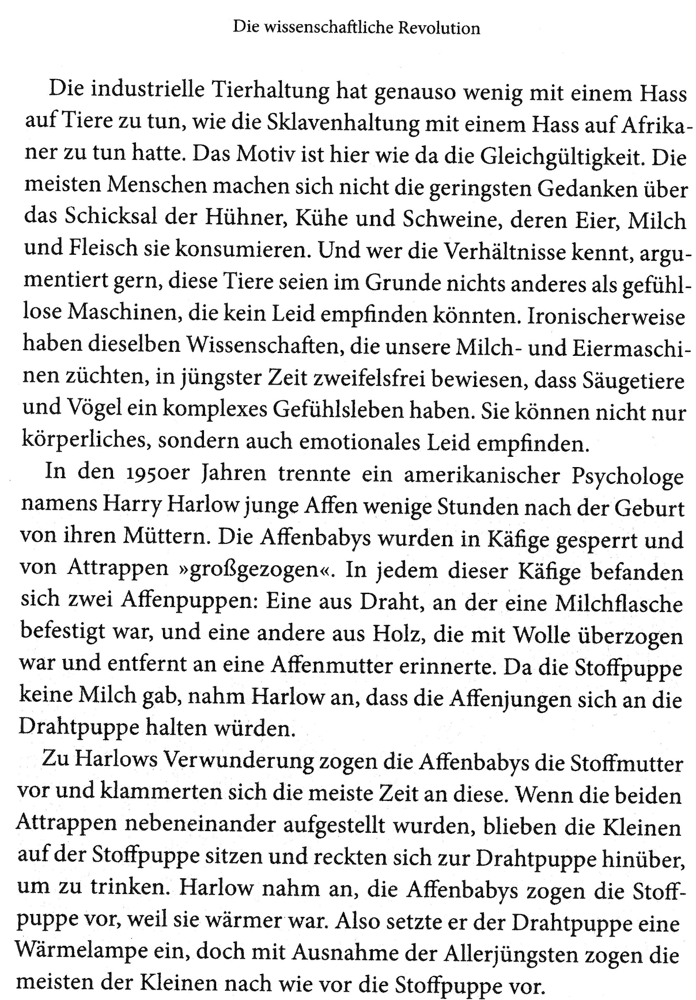 Die wissenschaftliche Revolution
Die industrielle Tierhaltung hat genauso wenig mit einem Hass
auf Tiere zu tun, wie die Sklavenhaltung mit einem Hass auf Afrika-
ner zu tun hatte. Das Motiv ist hier wie da die Gleichgültigkeit. Die
meisten Menschen machen sich nicht die geringsten Gedanken über
das Schicksal der Hühner, Kühe und Schweine, deren Eier, Milch
und Fleisch sie konsumieren. Und wer die Verhältnisse kennt, argu-
mentiert gern, diese Tiere seien im Grunde nichts anderes als gefühl-
lose Maschinen, die kein Leid empfinden könnten. Ironischerweise
haben dieselben Wissenschaften, die unsere Milch- und Eiermaschi-
nen züchten, in jüngster Zeit zweifelsfrei bewiesen, dass Säugetiere
und Vögel ein komplexes Gefühlsleben haben. Sie können nicht nur
körperliches, sondern auch emotionales Leid empfinden.
In den 1950er Jahren trennte ein amerikanischer Psychologe
namens Harry Harlow junge Affen wenige Stunden nach der Geburt
von ihren Müttern. Die Affenbabys wurden in Käfige gesperrt und
von Attrappen »großgezogen«. In jedem dieser Käfige befanden
sich zwei Affenpuppen: Eine aus Draht, an der eine Milchflasche
befestigt war, und eine andere aus Holz, die mit Wolle überzogen
war und entfernt an eine Affenmutter erinnerte. Da die Stoffpuppe
keine Milch gab, nahm Harlow an, dass die Affenjungen sich an die
Drahtpuppe halten würden.
Zu Harlows Verwunderung zogen die Affenbabys die Stoffmutter
vor und klammerten sich die meiste Zeit an diese. Wenn die beiden
Attrappen nebeneinander aufgestellt wurden, blieben die Kleinen
auf der Stoffpuppe sitzen und reckten sich zur Drahtpuppe hinüber,
um zu trinken. Harlow nahm an, die Affenbabys zogen die Stoff-
puppe vor, weil sie wärmer war. Also setzte er der Drahtpuppe eine
Wärmelampe ein, doch mit Ausnahme der Allerjüngsten zogen die
meisten der Kleinen nach wie vor die Stoffpuppe vor.